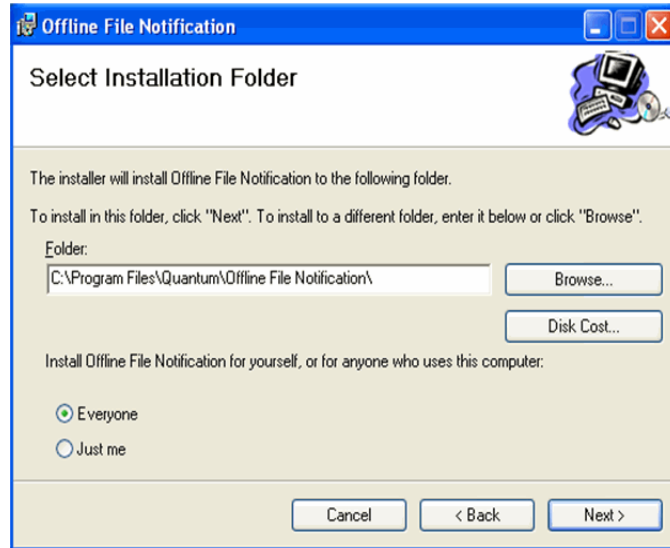 Offline File Notification
Select Installation Folder
The installer will install Offline File Notification to the following folder.
To install in this folder, click "Next". To install to a different folder, enter it below or click "Browse".
Folder:
C:\Program Files\Quantum\Offline File Notification\
Browse...
Disk Cost...
Install Offline File Notification for yourself, or for anyone who uses this computer:
Everyone
Just me
Cancel
< Back
Next >